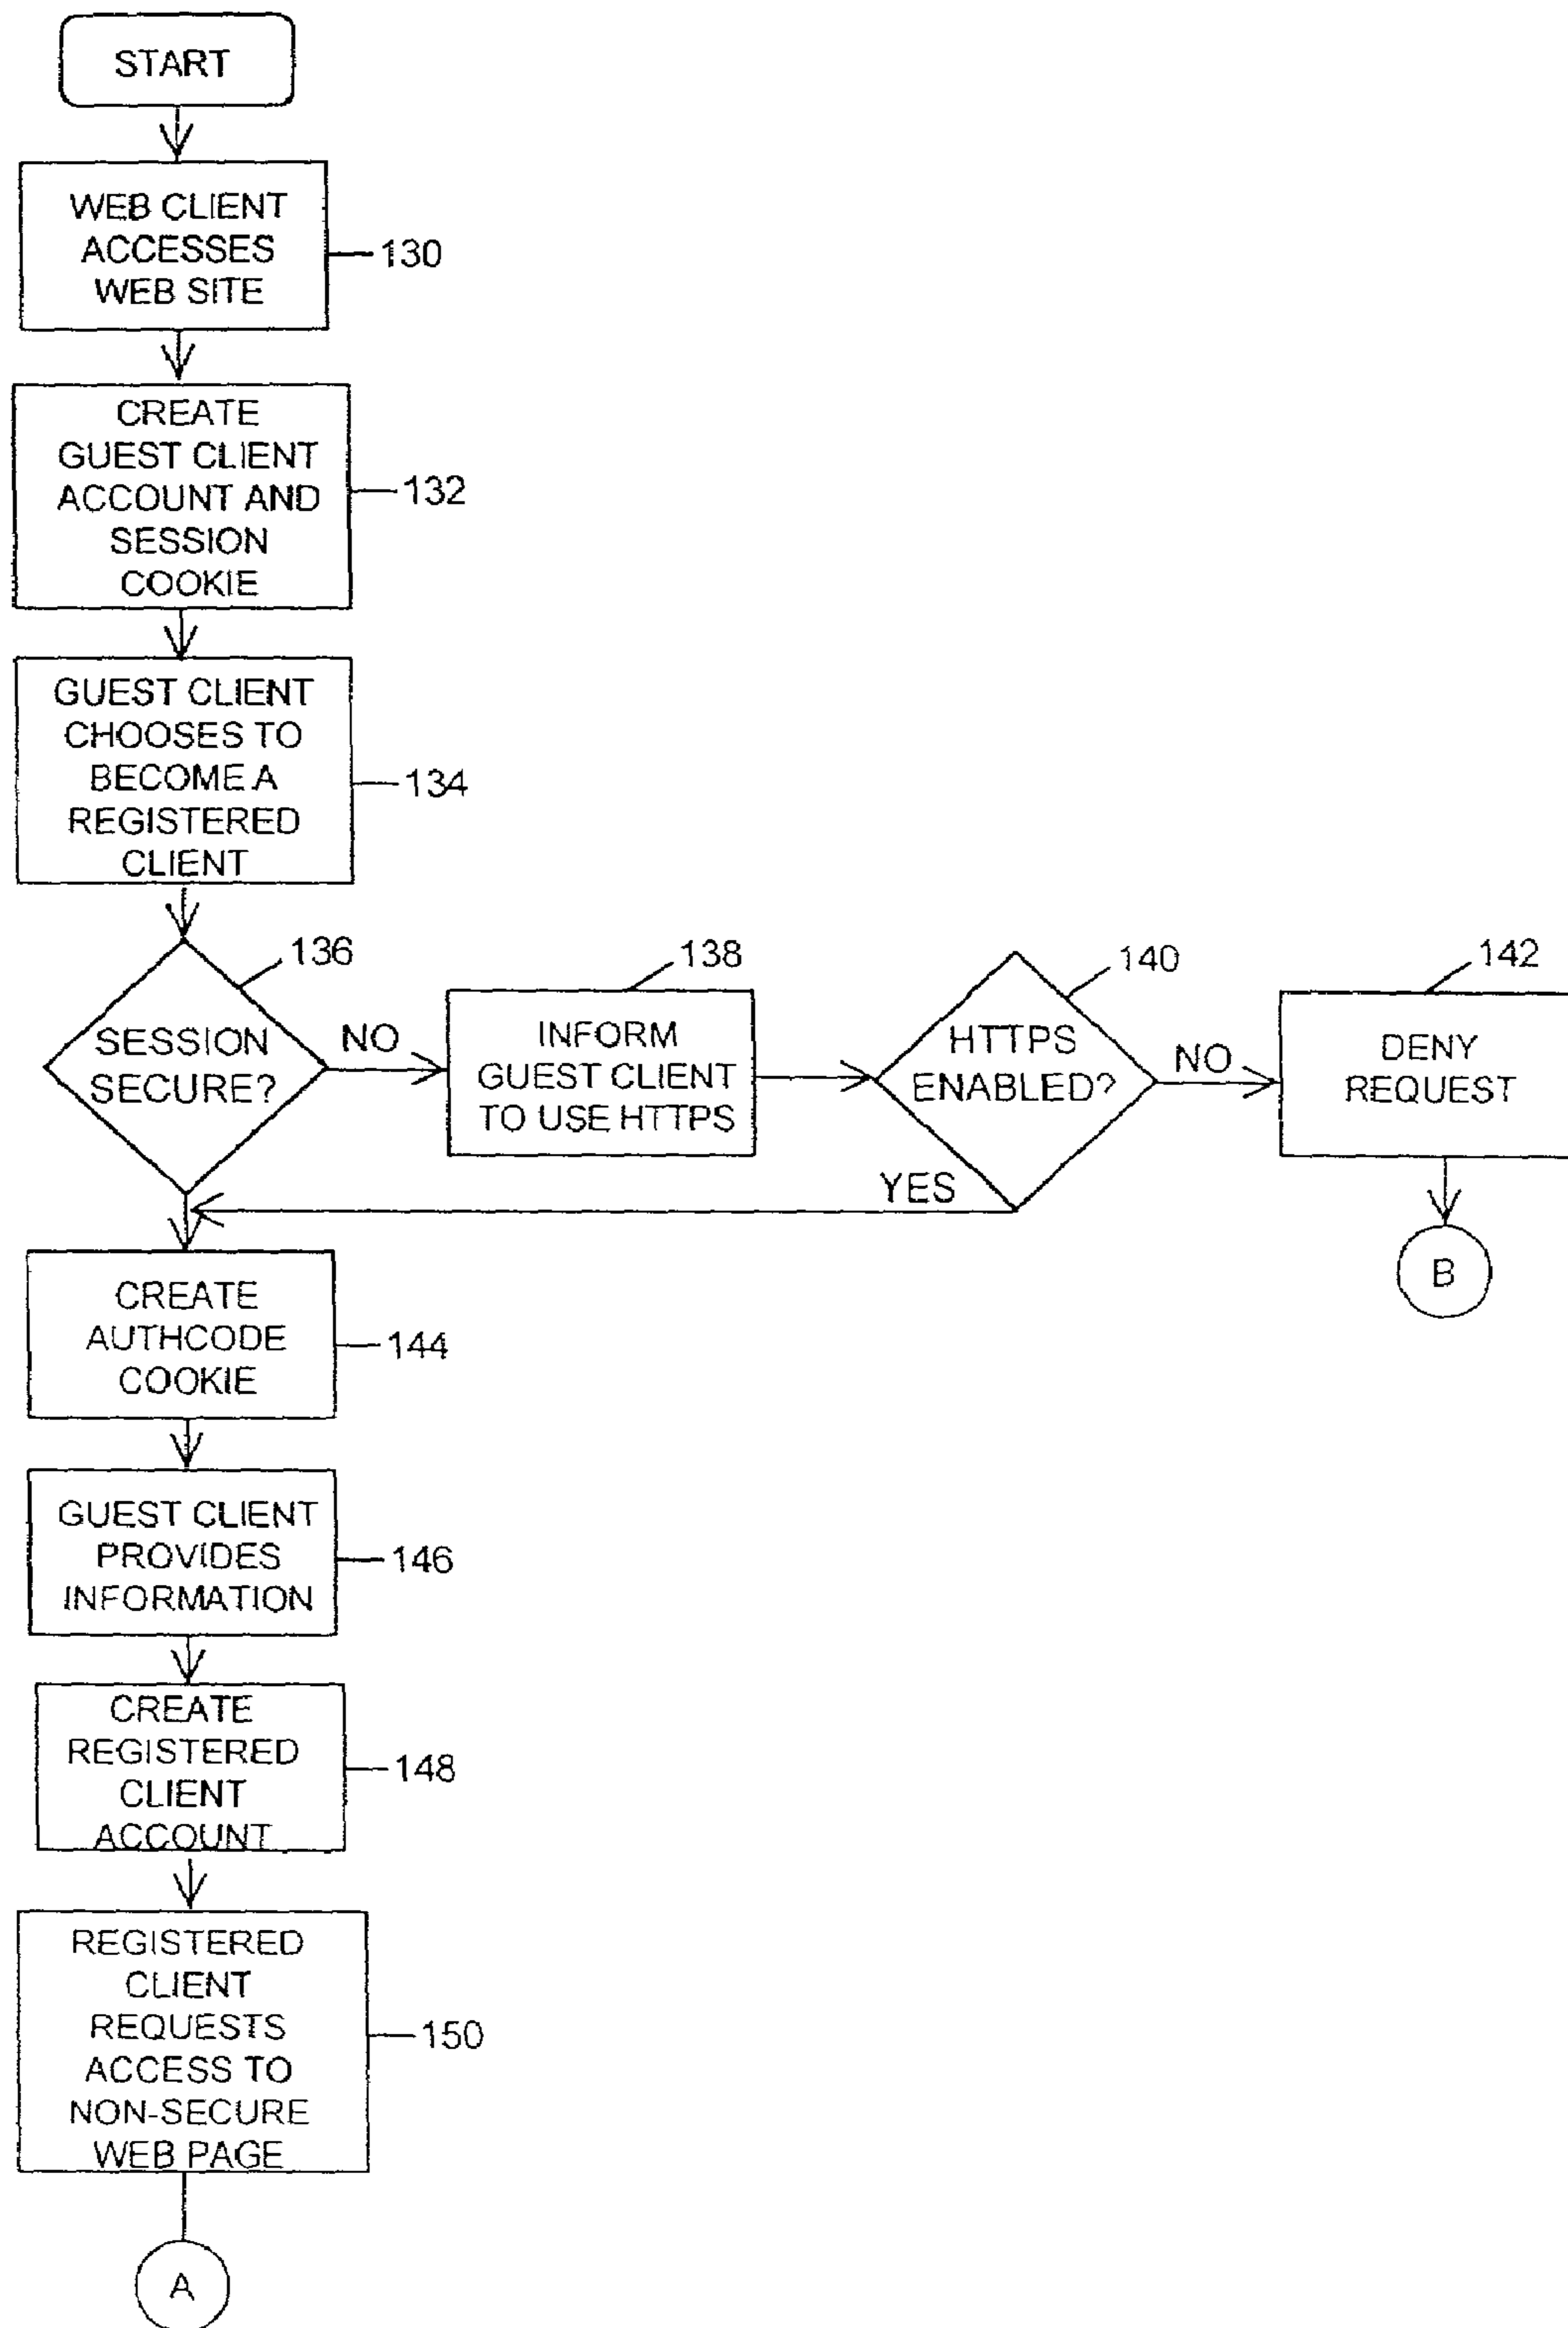 START
WEB CLIENT
ACCESSES
WEB SITE
130
CREATE
GUEST CLIENT
ACCOUNT AND
SESSION
COOKIE
132
GUEST CLIENT
CHOOSES TO
BECOME A
REGISTERED
CLIENT
134
136
SESSION
SECURE?
NO
138
INFORM
GUEST CLIENT
TO USE HTTPS
140
HTTPS
ENABLED?
NO
142
DENY
REQUEST
YES
B
CREATE
AUTHCODE
COOKIE
144
GUEST CLIENT
PROVIDES
INFORMATION
146
CREATE
REGISTERED
CLIENT
ACCOUNT
148
REGISTERED
CLIENT
REQUESTS
ACCESS TO
NON-SECURE
WEB PAGE
150
A